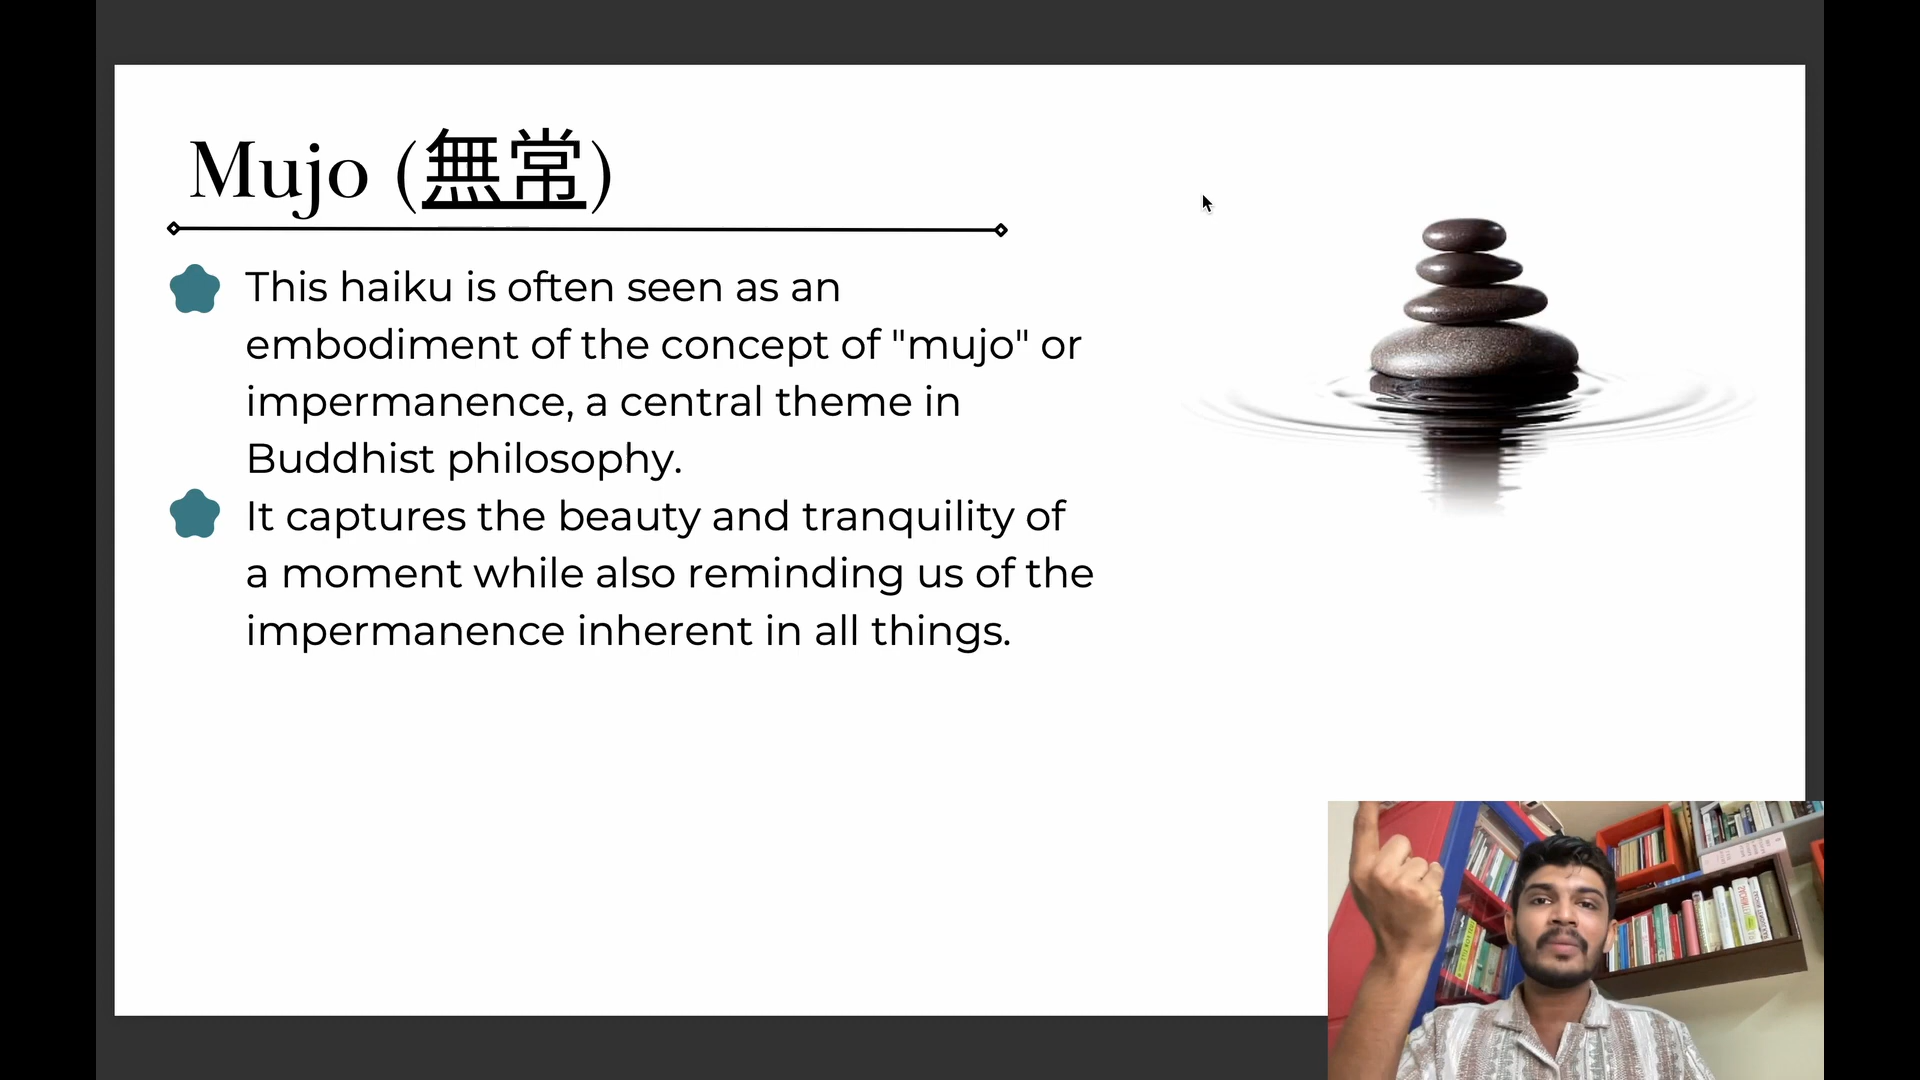 Mujo (無常)
This haiku is often seen as an
embodiment of the concept of "mujo" or
impermanence, a central theme in
Buddhist philosophy.
It captures the beauty and tranquility of
a moment while also reminding us of the
impermanence inherent in all things.